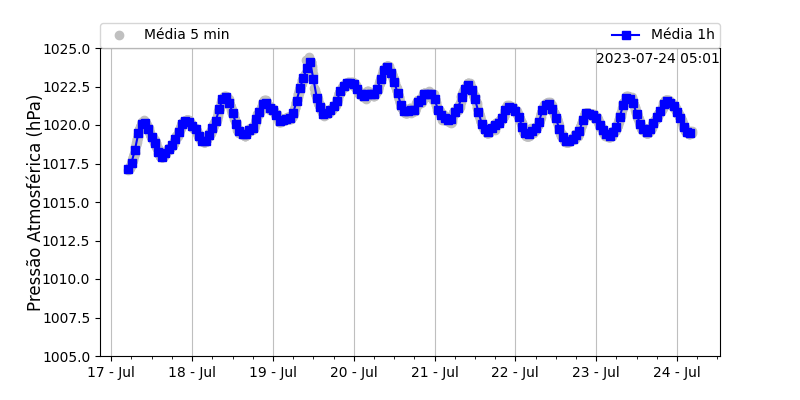 Média 5 min
Média 1h
2023-07-24 05:01
Pressão Atmosférica (hPa)
1025.0
1022.5
1020.0
1017.5
1015.0
1012.5
1010.0
1007.5
1005.0
17 - Jul
18 - Jul
19 - Jul
20 - Jul
21 - Jul
22 - Jul
23 - Jul
24 - Jul